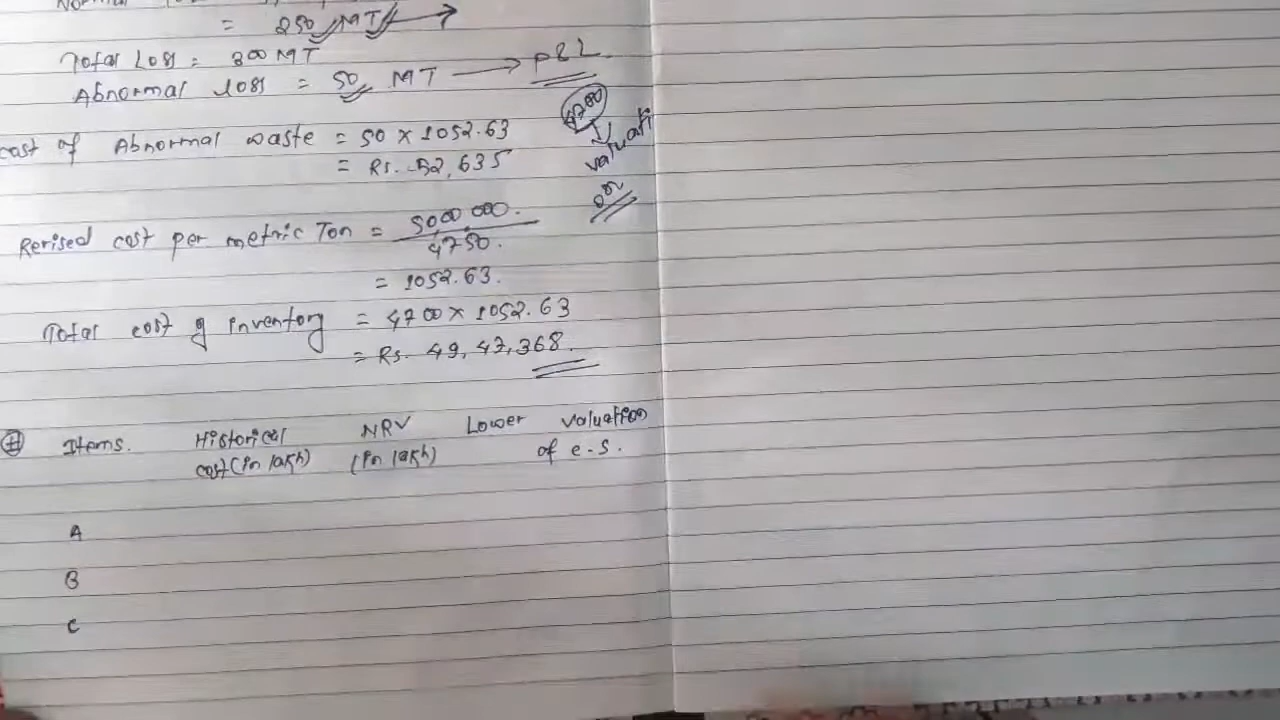 = 250 MT
Total Loss = 300 MT
Abnormal loss = 50 MT → P&L
4700
valuati
Cost of Abnormal waste = 50 × 1052.63
= Rs. 52,635
Revised cost per metric Ton = 5000000.
4750.
= 1052.63.
Total cost of inventory = 4700 × 1052.63
= Rs. 49,47,368.
# Items. Historical NRV Lower valuation
cost (in lakh) (in lakh) of c.s.
A
B
C